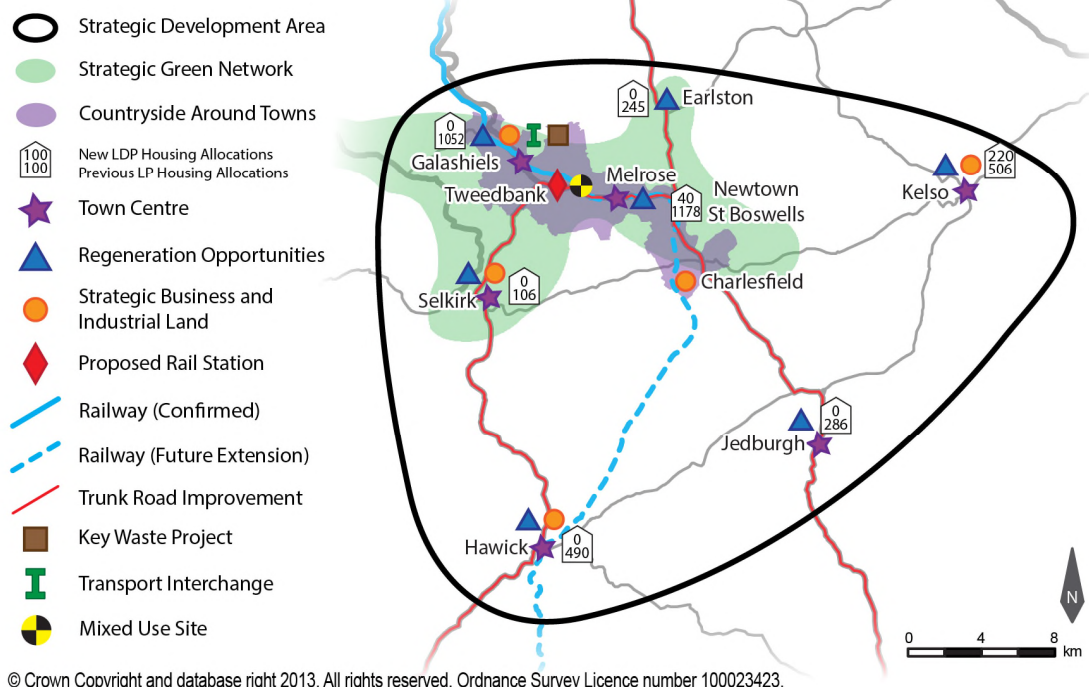 Strategic Development Area
Strategic Green Network
Countryside Around Towns
100
100
New LDP Housing Allocations
Previous LP Housing Allocations
Town Centre
Regeneration Opportunities
Strategic Business and
Industrial Land
Proposed Rail Station
Railway (Confirmed)
Railway (Future Extension)
Trunk Road Improvement
Key Waste Project
Transport Interchange
Mixed Use Site
0
245
Earlston
0
1052
Galashiels
Tweedbank
Melrose
40
1178
Newtown
St Boswells
220
506
Kelso
Selkirk
0
106
Charlesfield
0
286
Jedburgh
Hawick
0
490
N
0 4 8
km
© Crown Copyright and database right 2013. All rights reserved. Ordnance Survey Licence number 100023423.